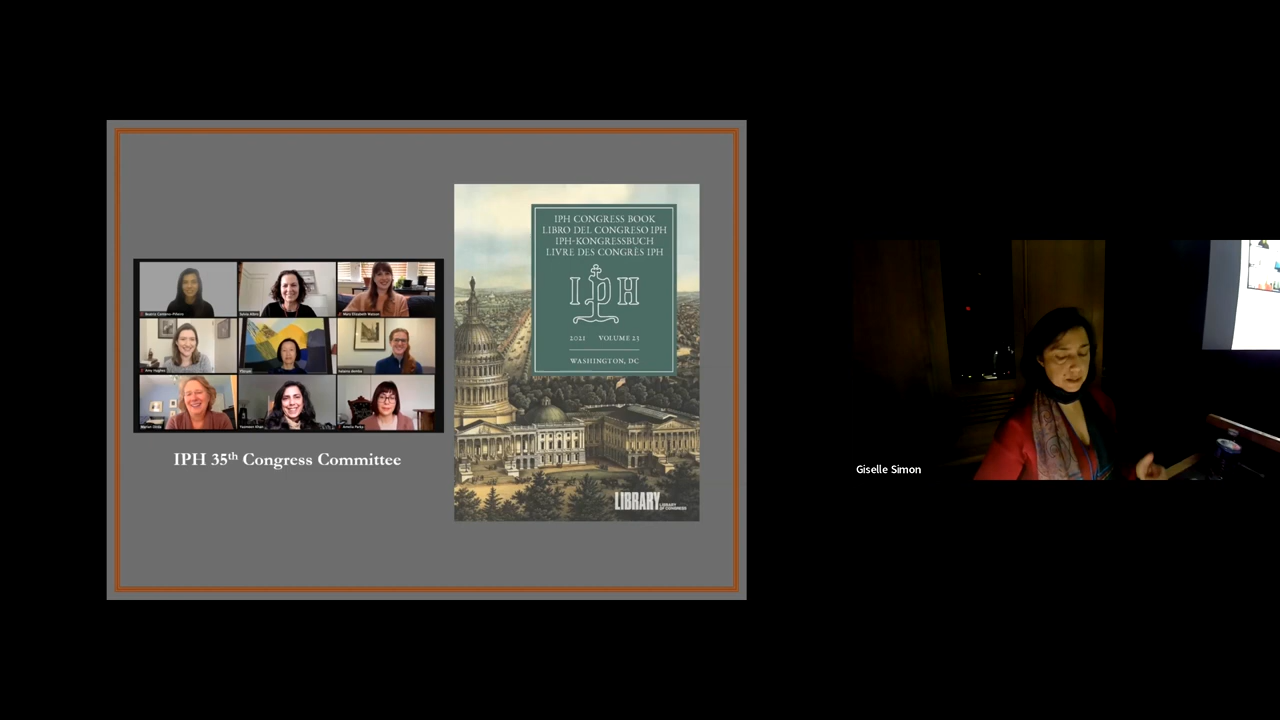 IPH CONGRESS BOOK
LIBRO DEL CONGRESO IPH
IPH-KONGRESSBUCH
LIVRE DES CONGRÈS IPH
IPH
2021 VOLUME 23
WASHINGTON, DC
LIBRARY
LIBRARY OF CONGRESS
IPH 35th Congress Committee
Giselle Simon